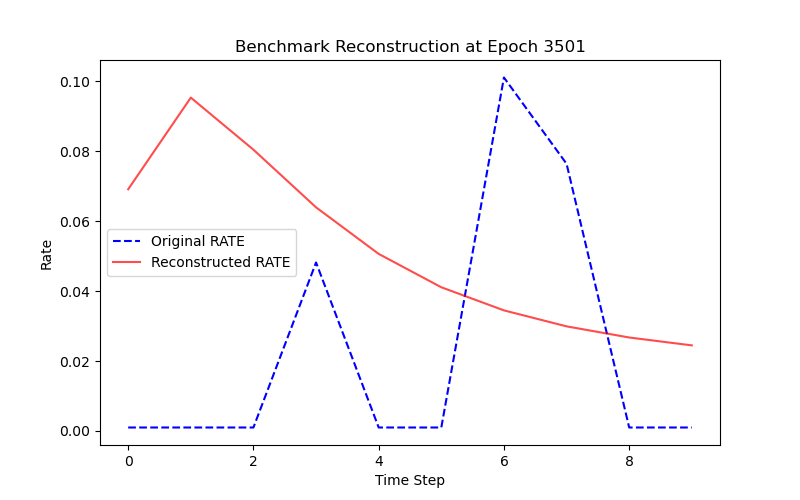 Benchmark Reconstruction at Epoch 3501
Rate
0.10
0.08
0.06
0.04
0.02
0.00
Original RATE
Reconstructed RATE
0 2 4 6 8
Time Step